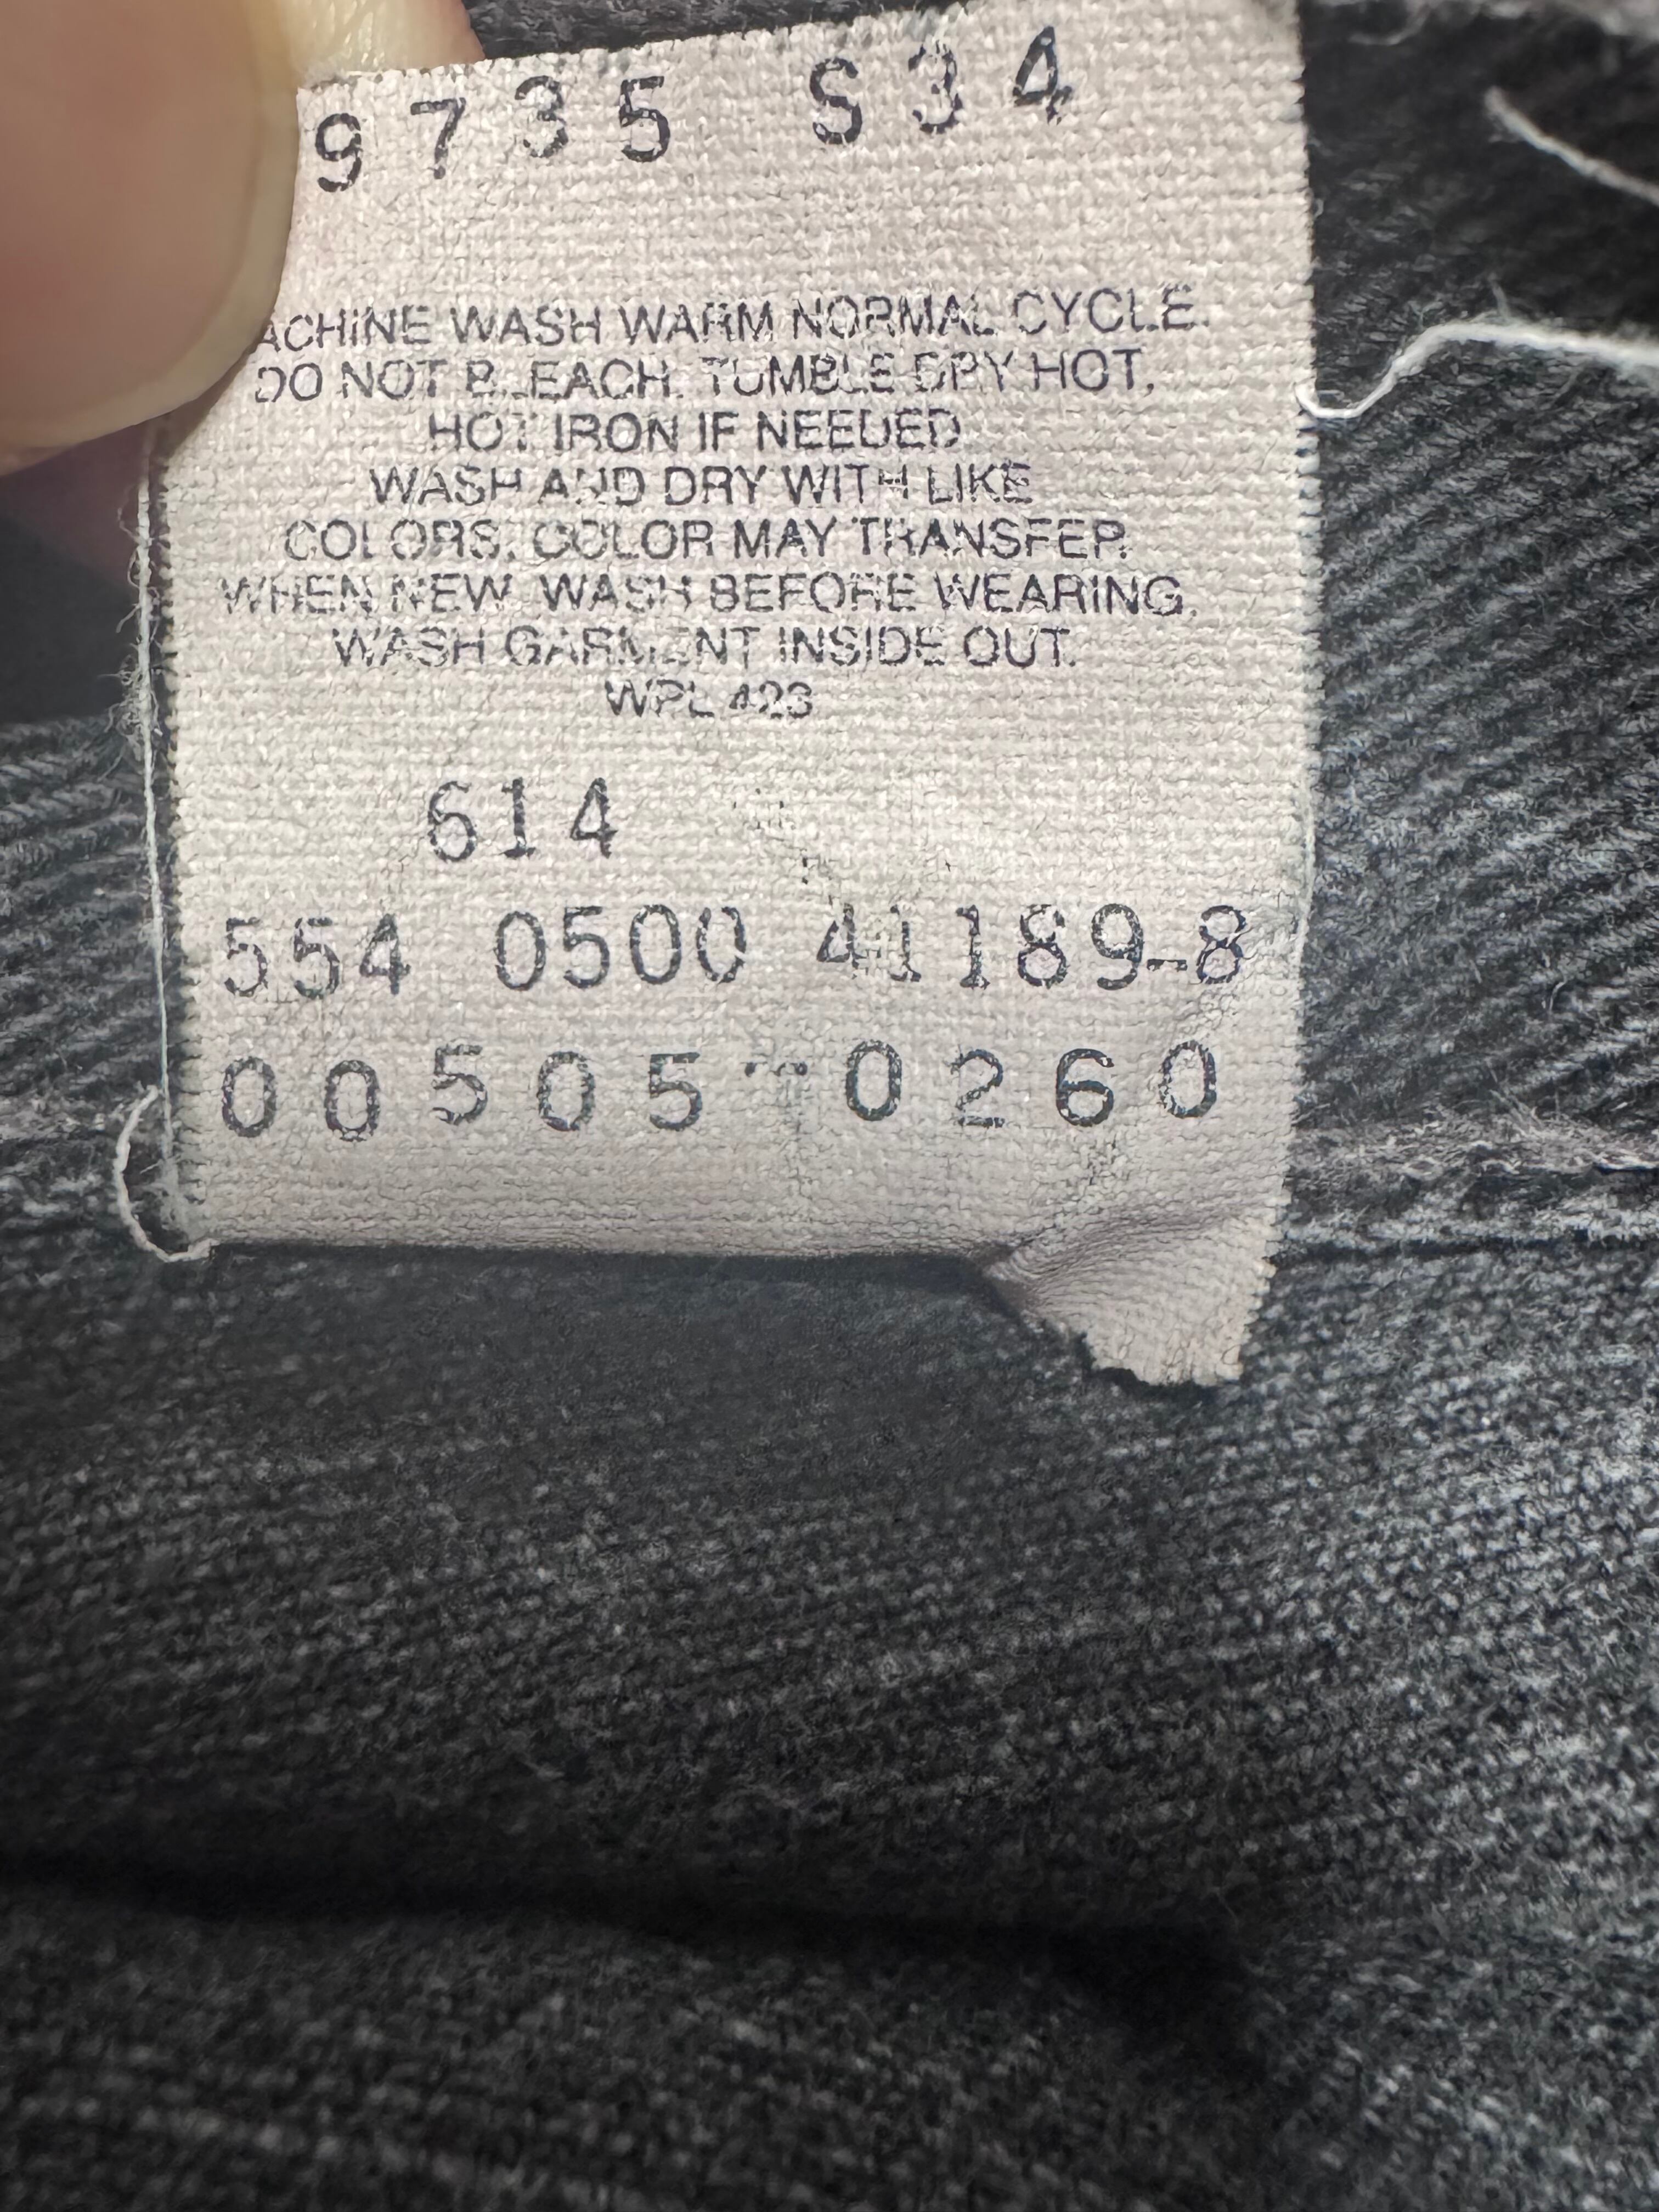 9735 S34
ACHINE WASH WARM NORMAL CYCLE.
DO NOT BLEACH. TUMBLE DRY HOT,
HOT IRON IF NEEDED
WASH AND DRY WITH LIKE
COLORS. COLOR MAY TRANSFER.
WHEN NEW, WASH BEFORE WEARING.
WASH GARMENT INSIDE OUT.
WPL 423
614
554 0500 41189-8
00505-0260